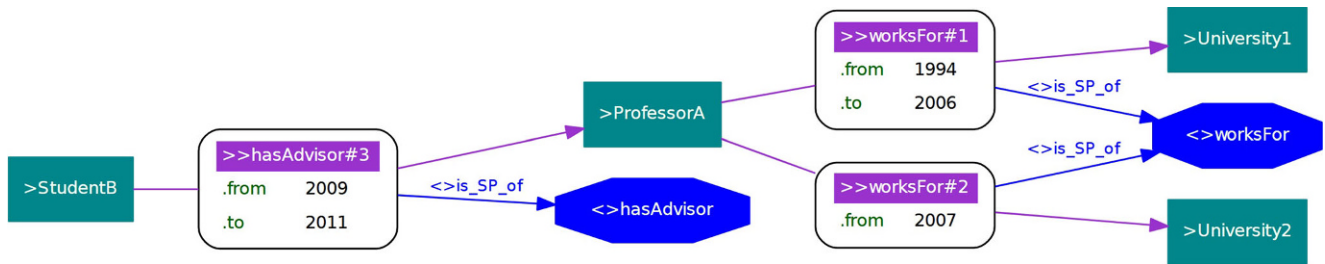 >StudentB
>>hasAdvisor#3
.from 2009
.to 2011
<>is_SP_of
<>hasAdvisor
>ProfessorA
>>worksFor#1
.from 1994
.to 2006
>>worksFor#2
.from 2007
>University1
<>is_SP_of
<>worksFor
<>is_SP_of
>University2